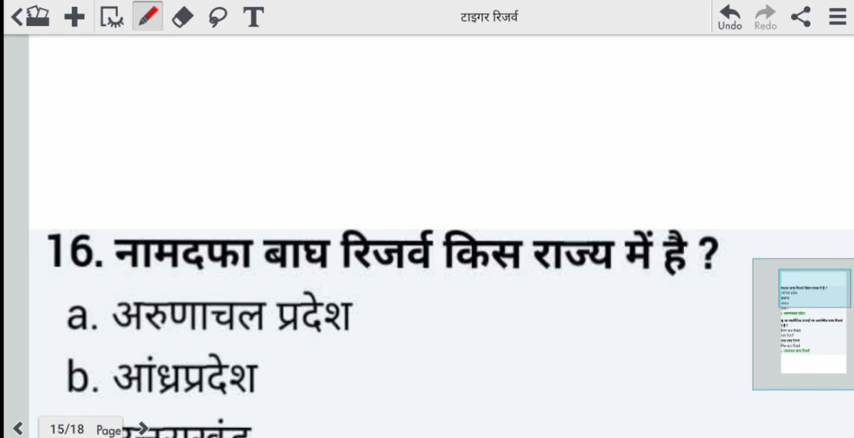 टाइगर रिजर्व
T
Undo
Redo
16. नामदफा बाघ रिजर्व किस राज्य में है ?
a. अरुणाचल प्रदेश
b. आंध्रप्रदेश
15/18 Page